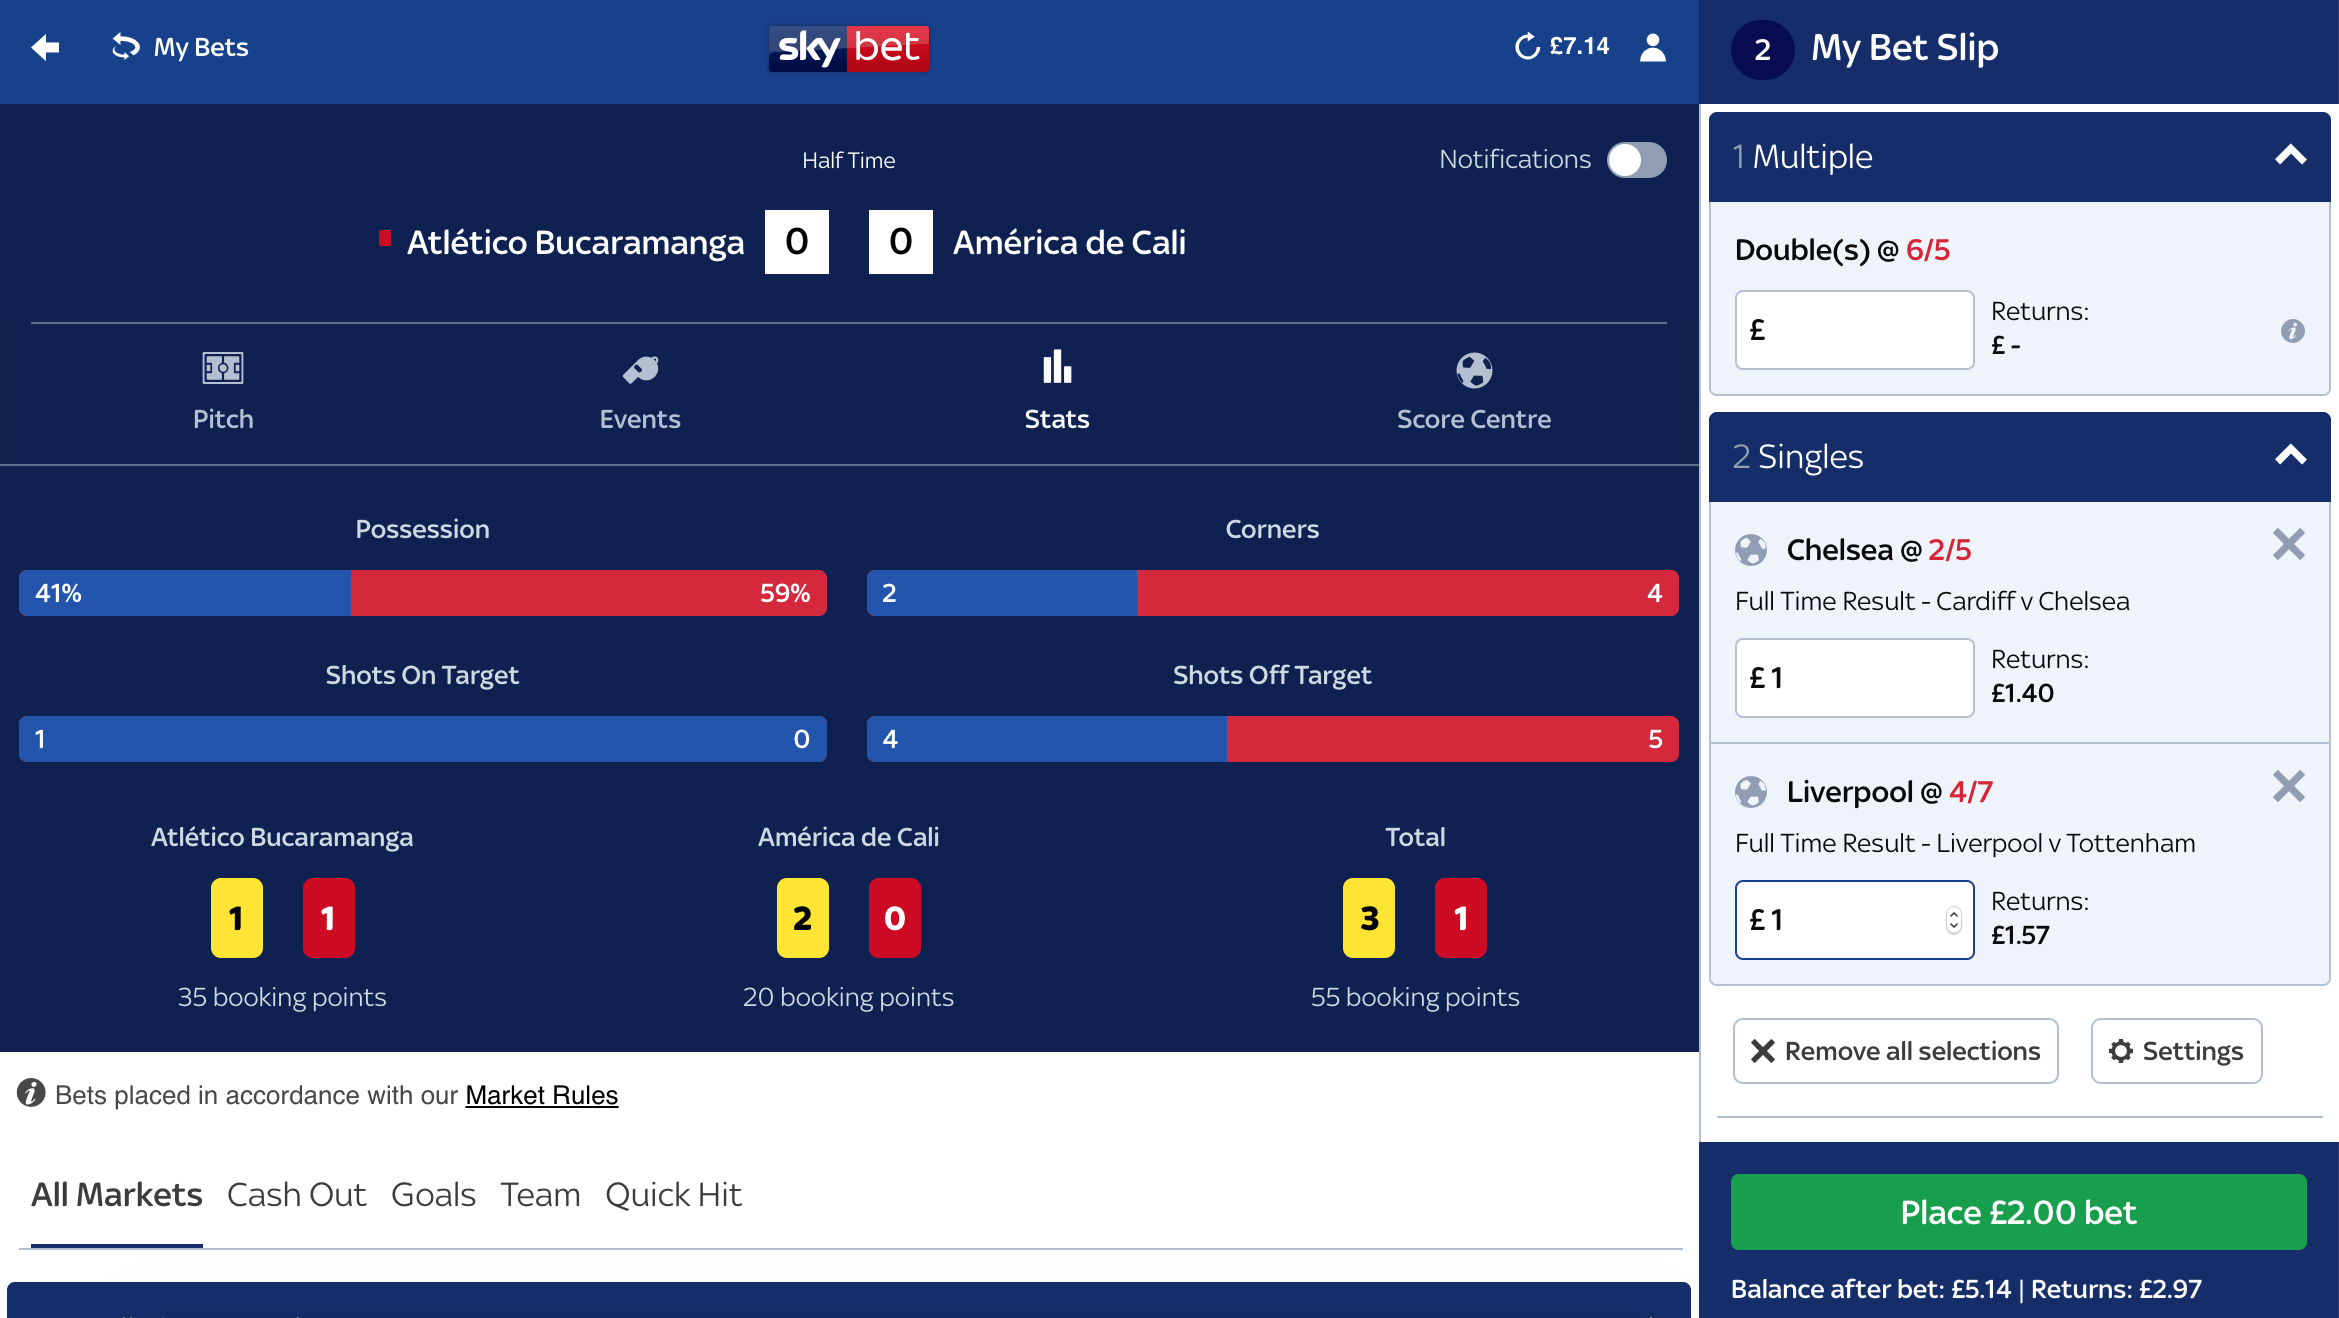 My Bets
sky bet
£7.14
Half Time
Notifications
Atlético Bucaramanga 0 0 América de Cali
Pitch
Events
Stats
Score Centre
Possession
41% 59%
Corners
2 4
Shots On Target
1 0
Shots Off Target
4 5
Atlético Bucaramanga
1 1
35 booking points
América de Cali
2 0
20 booking points
Total
3 1
55 booking points
Bets placed in accordance with our Market Rules
All Markets Cash Out Goals Team Quick Hit
2 My Bet Slip
1 Multiple
Double(s) @ 6/5
£
Returns:
£ -
2 Singles
Chelsea @ 2/5
Full Time Result - Cardiff v Chelsea
£ 1
Returns:
£1.40
Liverpool @ 4/7
Full Time Result - Liverpool v Tottenham
£ 1
Returns:
£1.57
Remove all selections
Settings
Place £2.00 bet
Balance after bet: £5.14 | Returns: £2.97